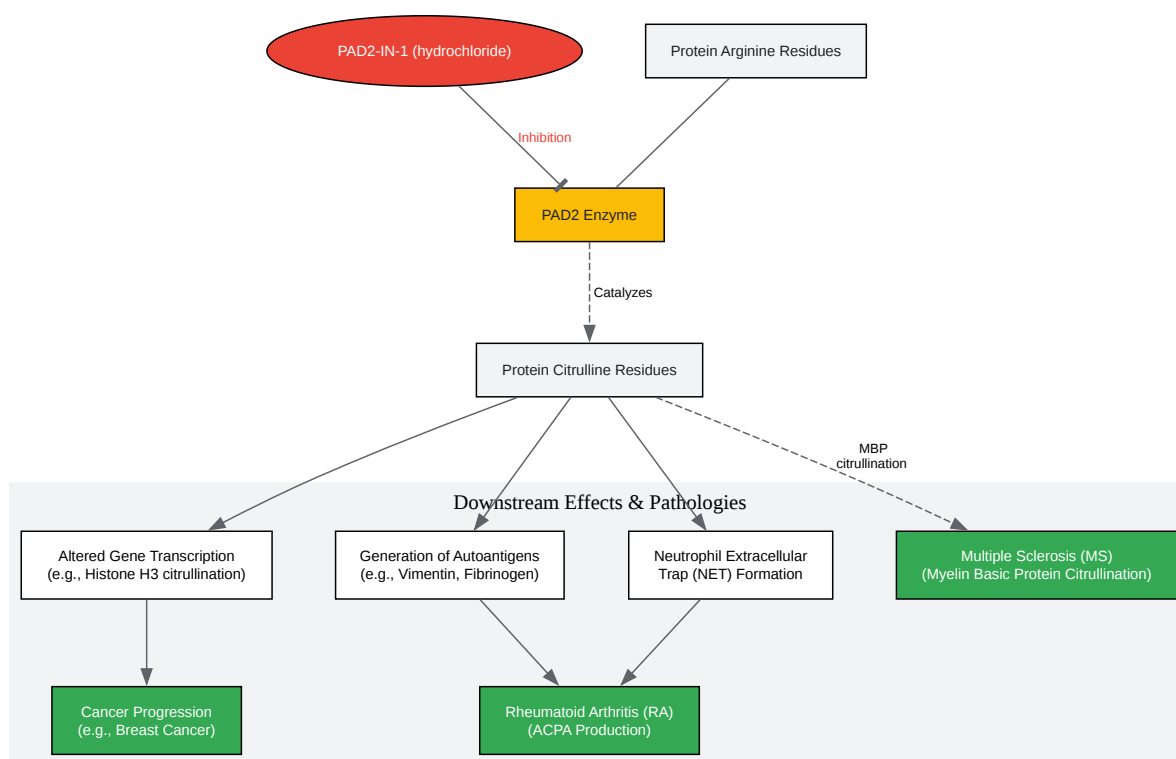 PAD2-IN-1 (hydrochloride)
Protein Arginine Residues
Inhibition
PAD2 Enzyme
Catalyzes
Protein Citrulline Residues
MBP
citrullination
Downstream Effects & Pathologies
Altered Gene Transcription
(e.g., Histone H3 citrullination)
Generation of Autoantigens
(e.g., Vimentin, Fibrinogen)
Neutrophil Extracellular
Trap (NET) Formation
Multiple Sclerosis (MS)
(Myelin Basic Protein Citrullination)
Cancer Progression
(e.g., Breast Cancer)
Rheumatoid Arthritis (RA)
(ACPA Production)